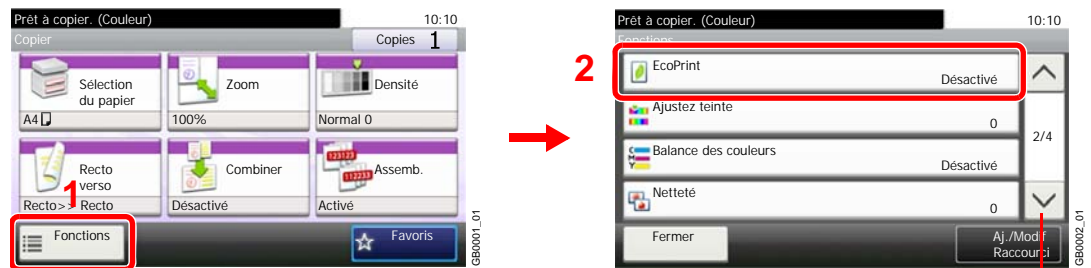 Prêt à copier. (Couleur) 10:10
Copier Copies 1
Sélection du papier
A4
Zoom
100%
Densité
Normal 0
Recto verso
Recto>> Recto
Combiner
Désactivé
Assemb.
123123
112233
Activé
1
Fonctions
Favoris
GB0001_01
Prêt à copier. (Couleur) 10:10
Fonctions
2
EcoPrint
Désactivé
Ajustez teinte
0
C
M
Y
Balance des couleurs
Désactivé
Netteté
0
2/4
Fermer
Aj./Modif
Raccourci
GB0002_01